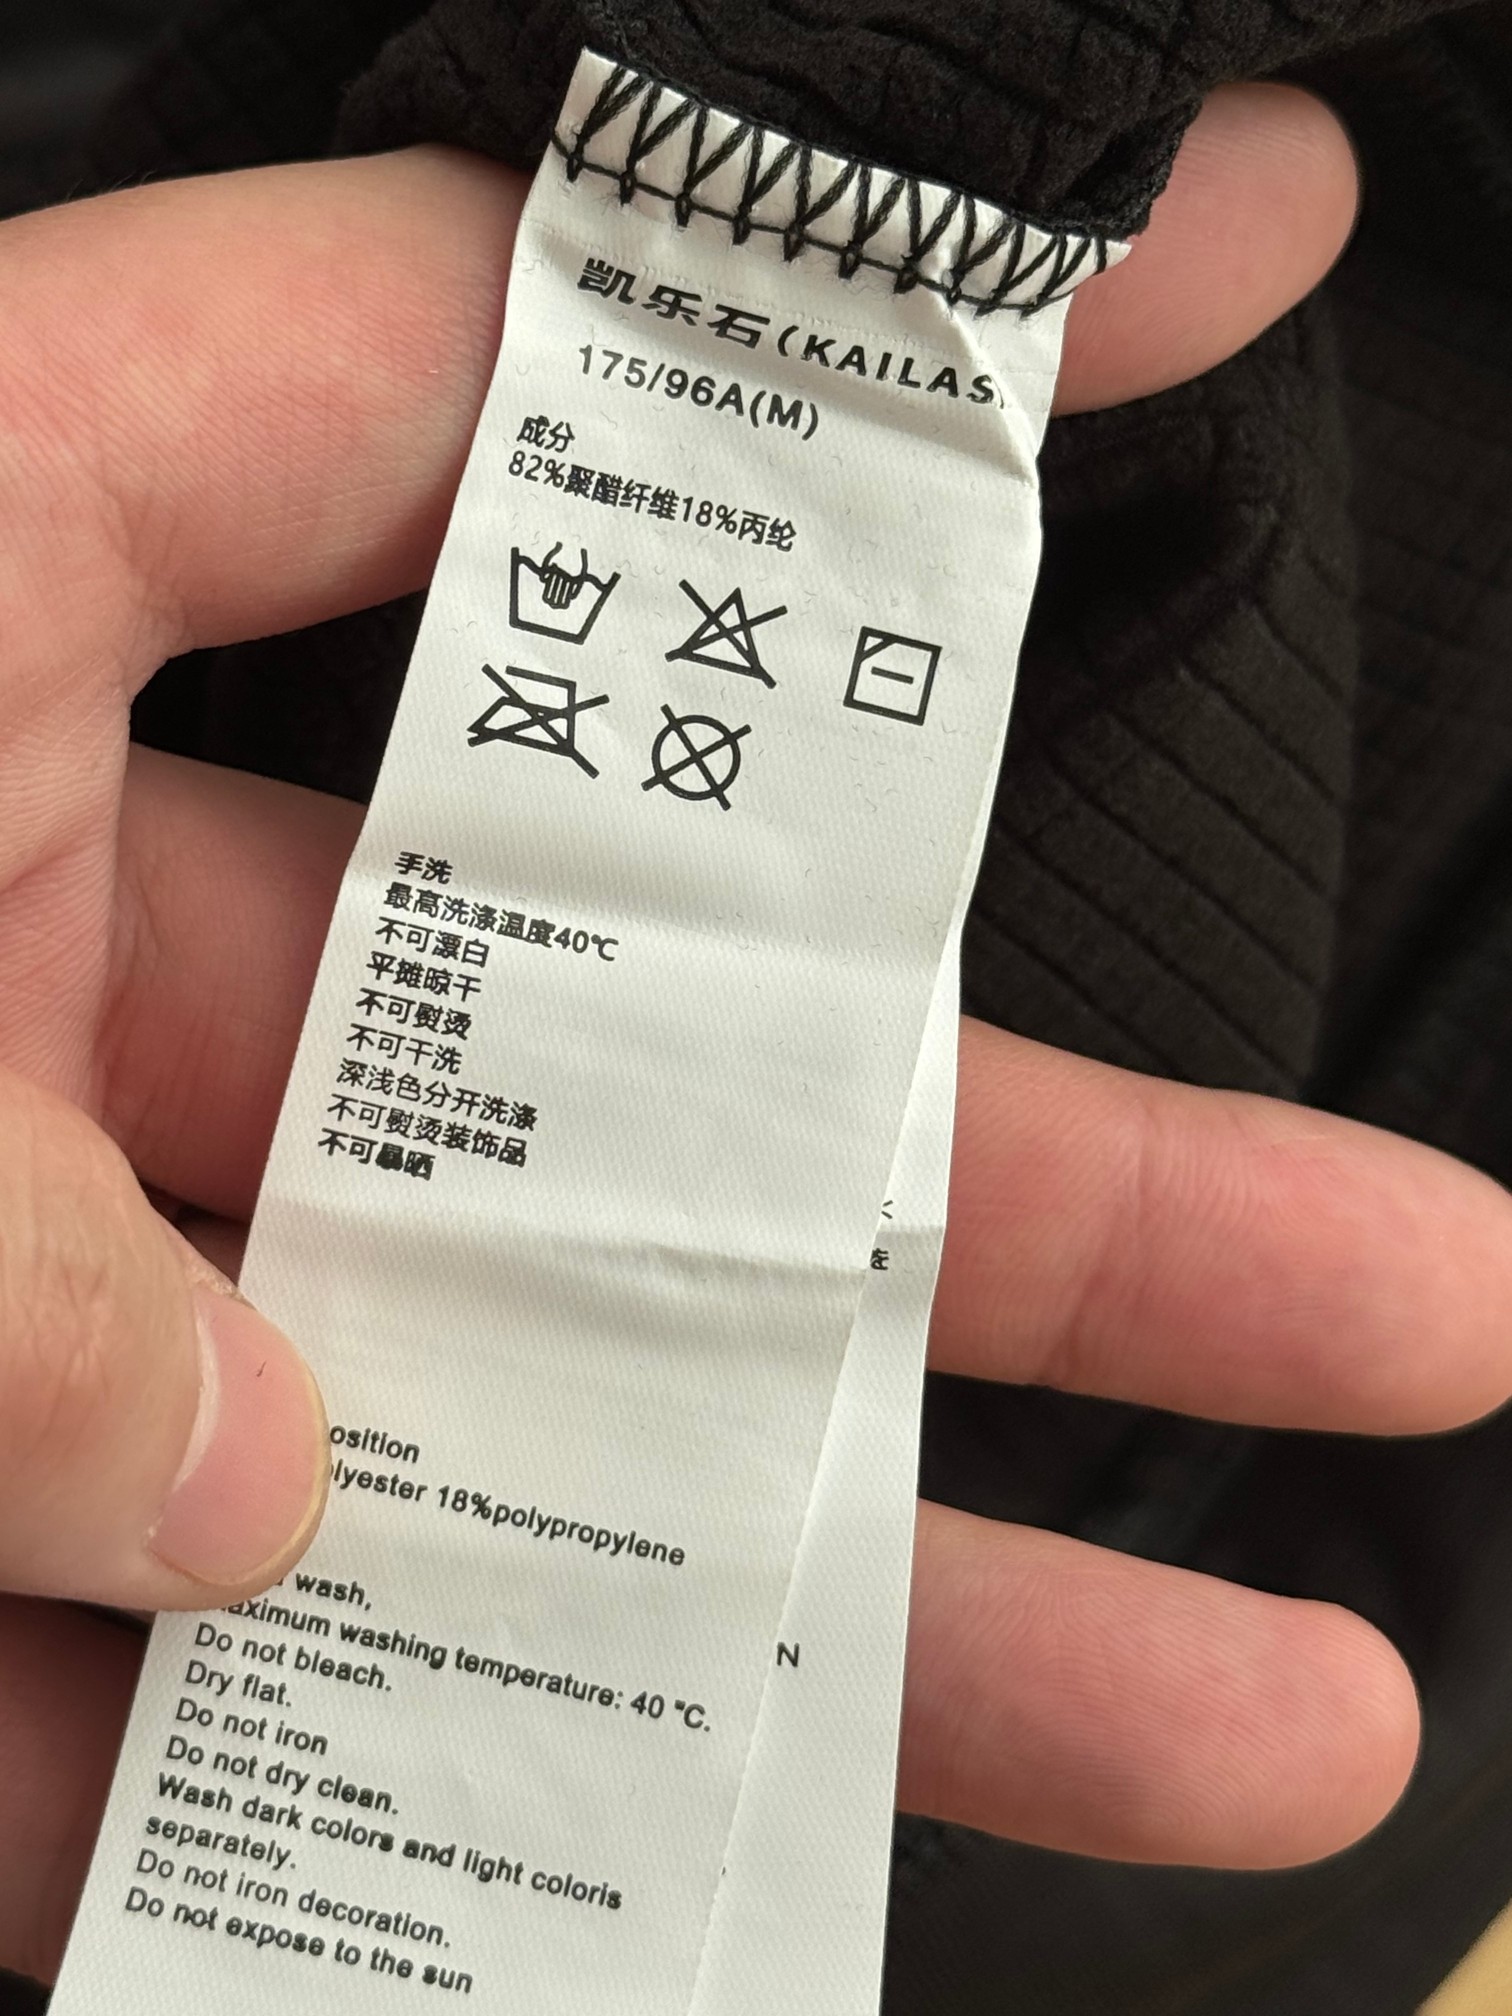 凯乐石(KAILAS
175/96A(M)
成分
82%聚醋纤维18%丙纶
手洗
最高洗涤温度40℃
不可漂白
平摊晾干
不可熨烫
不可干洗
深浅色分开洗涤
不可熨烫装饰品
不可暴晒
を
osition
lyester 18%polypropylene
wash,
aximum washing temperature: 40 °C.
Do not bleach.
Dry flat.
Do not iron
Do not dry clean.
Wash dark colors and light coloris
separately.
Do not iron decoration.
Do not expose to the sun
N